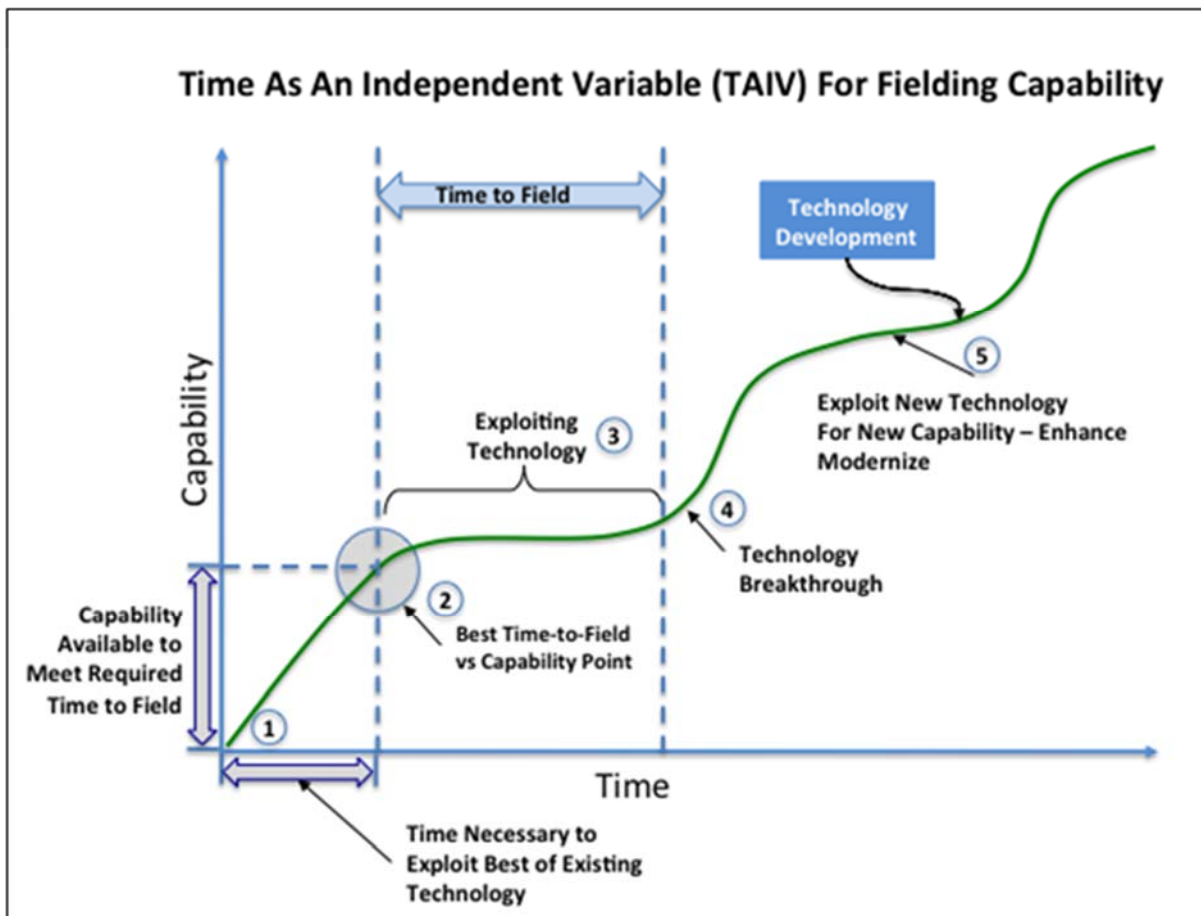 Time As An Independent Variable (TAIV) For Fielding Capability
Time to Field
Technology
Development
Capability
Exploiting
Technology
3
5
Exploit New Technology
For New Capability – Enhance
Modernize
4
Technology
Breakthrough
2
Best Time-to-Field
vs Capability Point
Capability
Available to
Meet Required
Time to Field
1
Time
Time Necessary to
Exploit Best of Existing
Technology